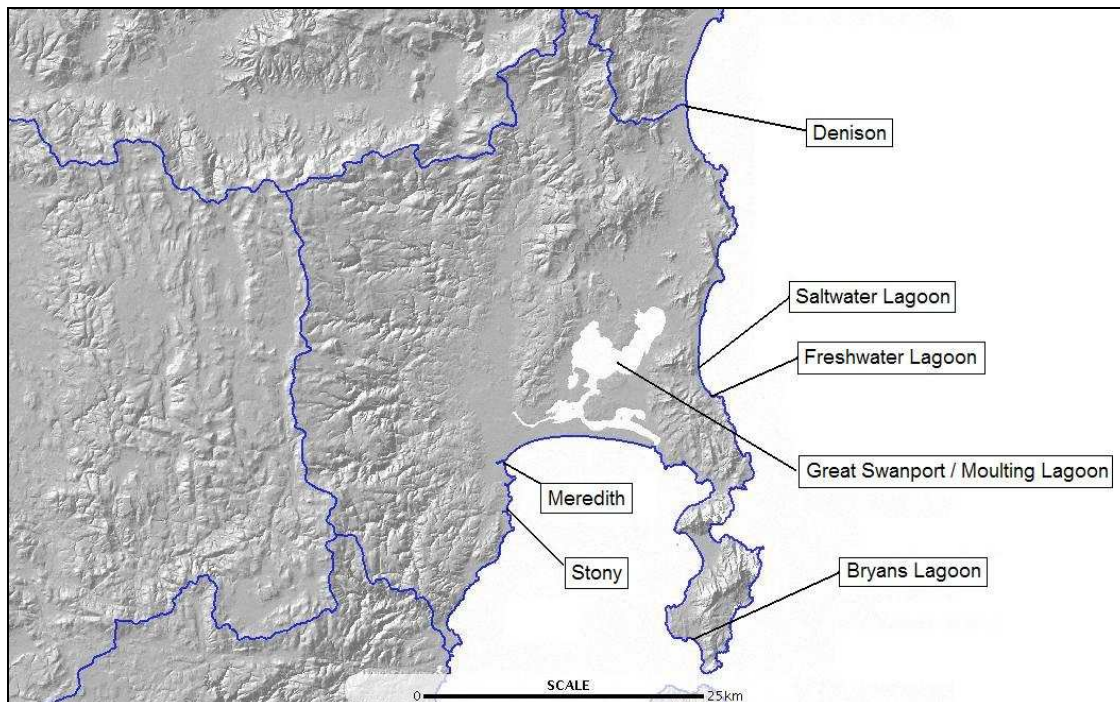 Denison
Saltwater Lagoon
Freshwater Lagoon
Great Swanport / Moulting Lagoon
Meredith
Stony
Bryans Lagoon
SCALE
0 25km